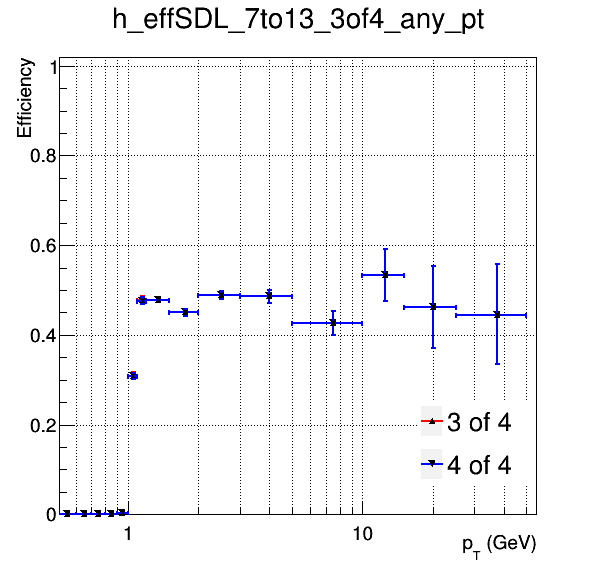 h_effSDL_7to13_3of4_any_pt
Efficiency
1
0.8
0.6
0.4
0.2
0
3 of 4
4 of 4
1
10
p_T (GeV)